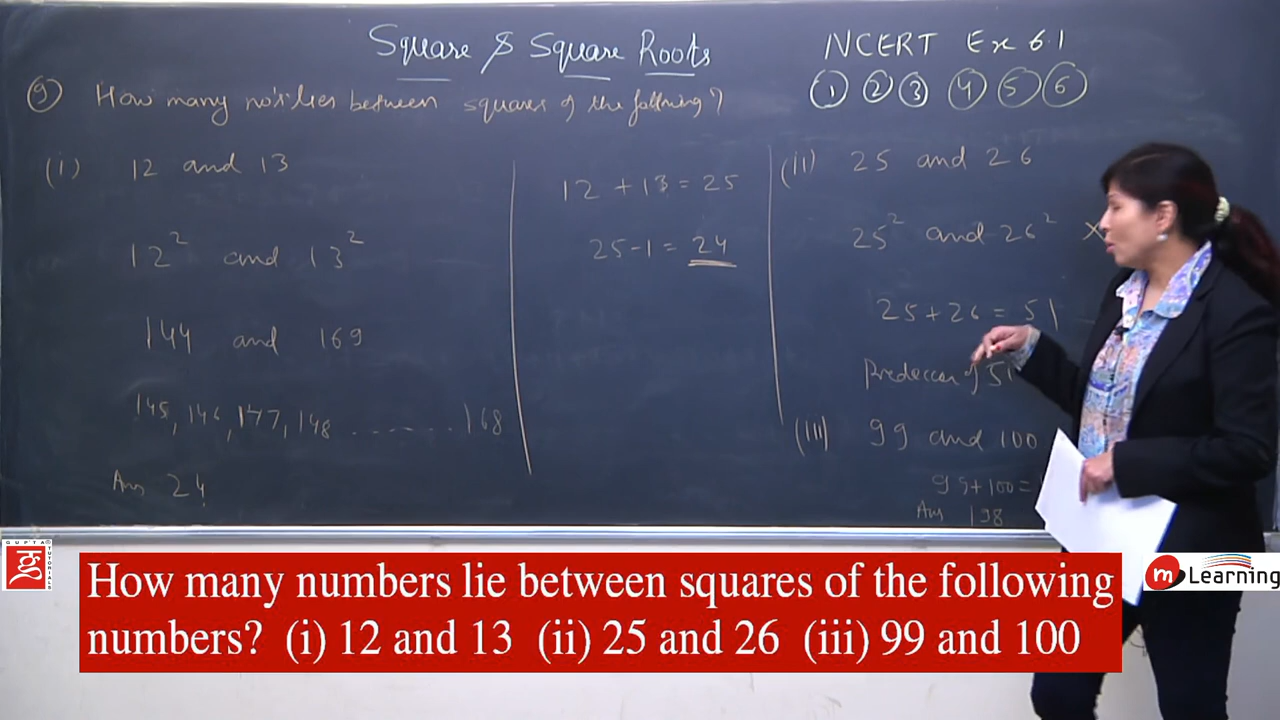 Square & Square Roots
NCERT Ex 6.1
1 2 3 4 5 6
9) How many no's lies between squares of the following?
(i) 12 and 13
12² and 13²
144 and 169
145, 146, 147, 148 ......... 168
Ans 24
12 + 13 = 25
25-1 = 24
(ii) 25 and 26
25² and 26² ×
25 + 26 = 51
of 51
(iii) 99 and 100
99+100=
Ans 198
GUPTA TUTORIALS
How many numbers lie between squares of the following
numbers? (i) 12 and 13 (ii) 25 and 26 (iii) 99 and 100
m Learning